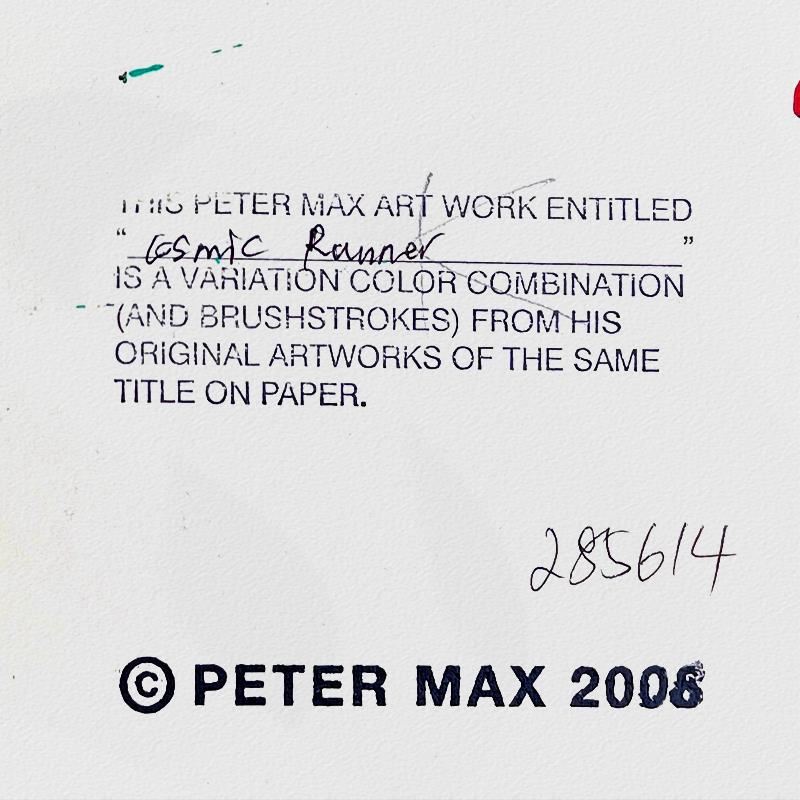 THIS PETER MAX ART WORK ENTITLED
“ Cosmic Runner ”
IS A VARIATION COLOR COMBINATION
(AND BRUSHSTROKES) FROM HIS
ORIGINAL ARTWORKS OF THE SAME
TITLE ON PAPER.
285614
© PETER MAX 2006